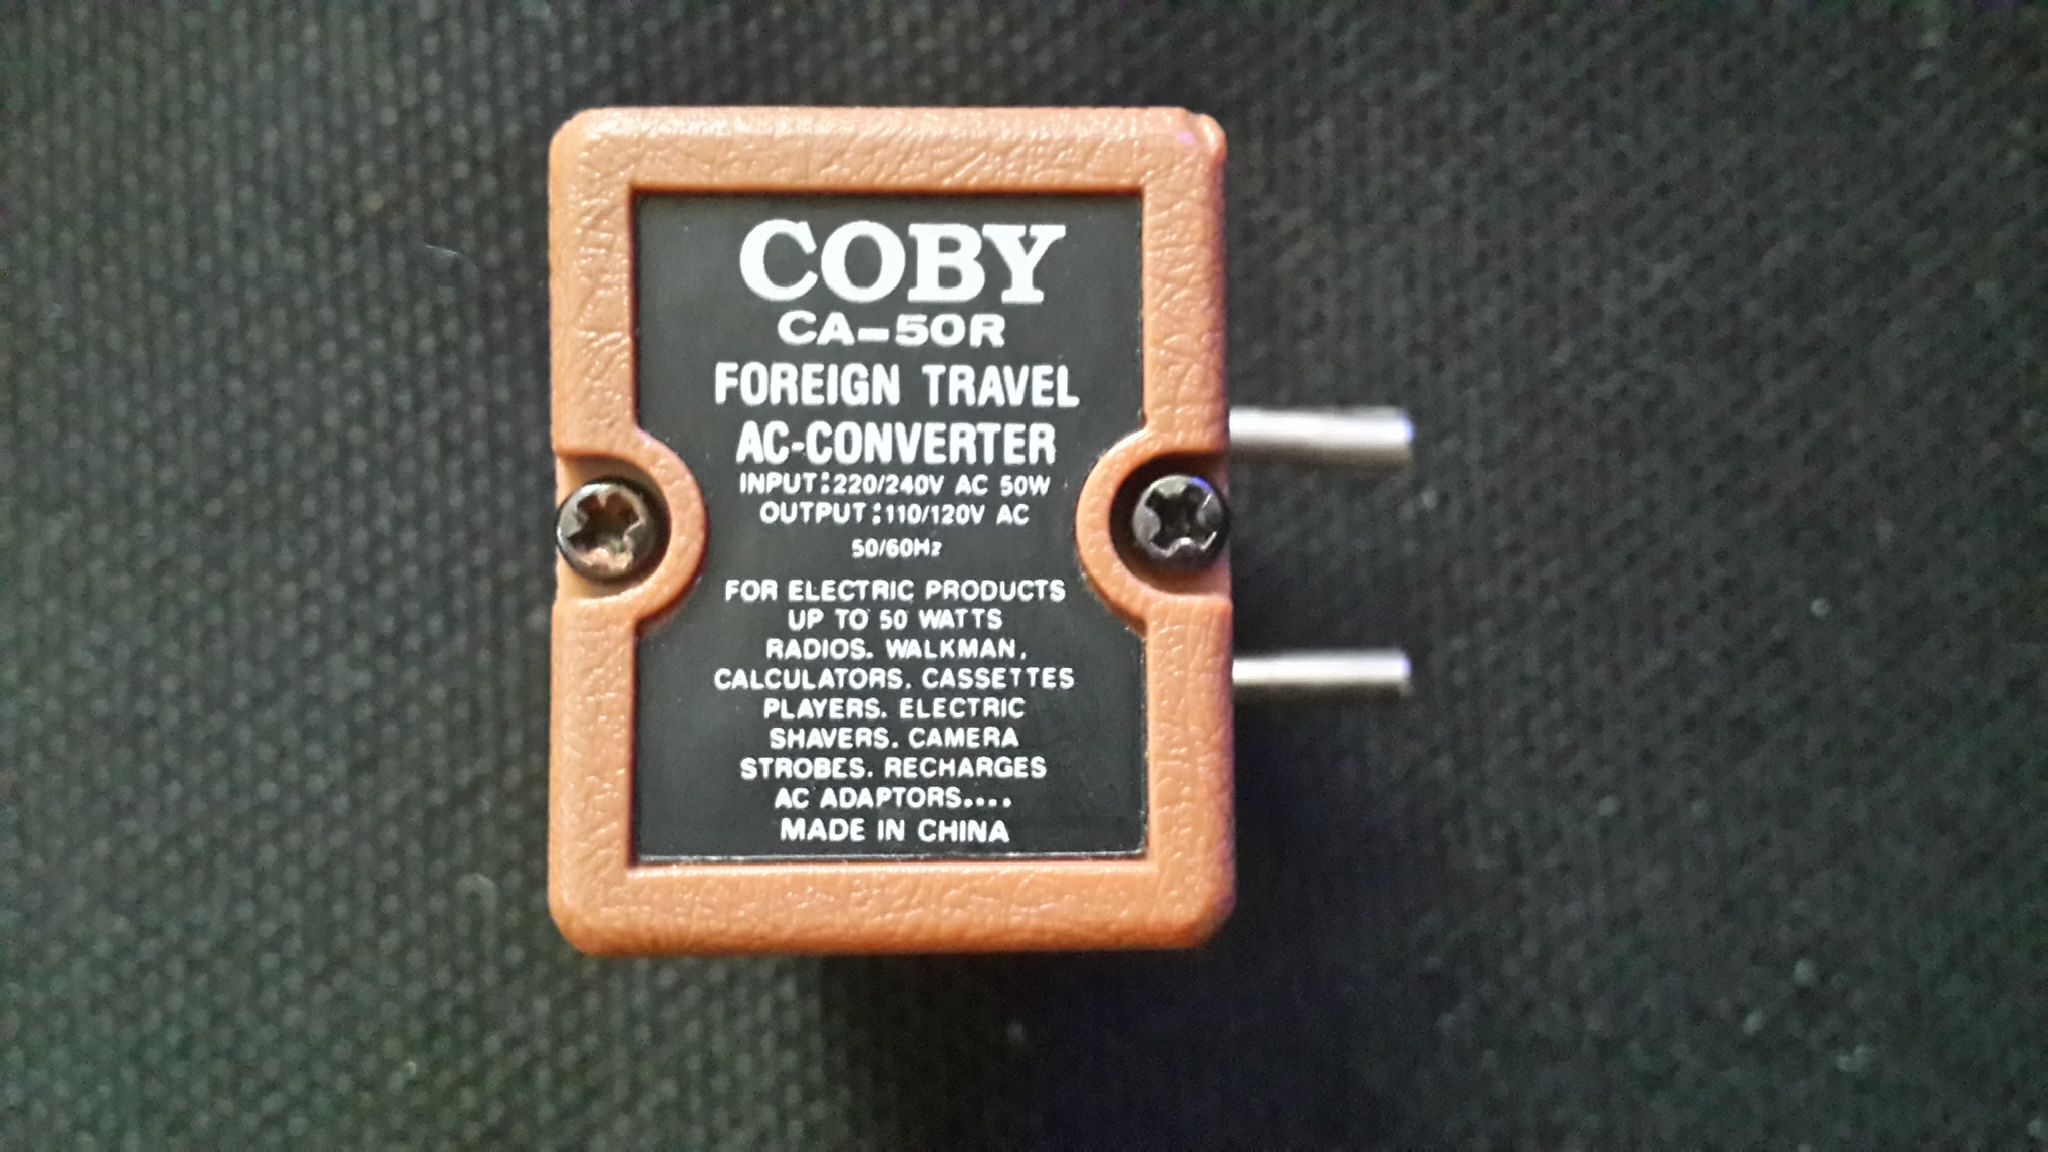 COBY
CA-50R
FOREIGN TRAVEL
AC-CONVERTER
INPUT:220/240V AC 50W
OUTPUT:110/120V AC
50/60Hz
FOR ELECTRIC PRODUCTS
UP TO 50 WATTS
RADIOS. WALKMAN.
CALCULATORS. CASSETTES
PLAYERS. ELECTRIC
SHAVERS. CAMERA
STROBES. RECHARGES
AC ADAPTORS....
MADE IN CHINA